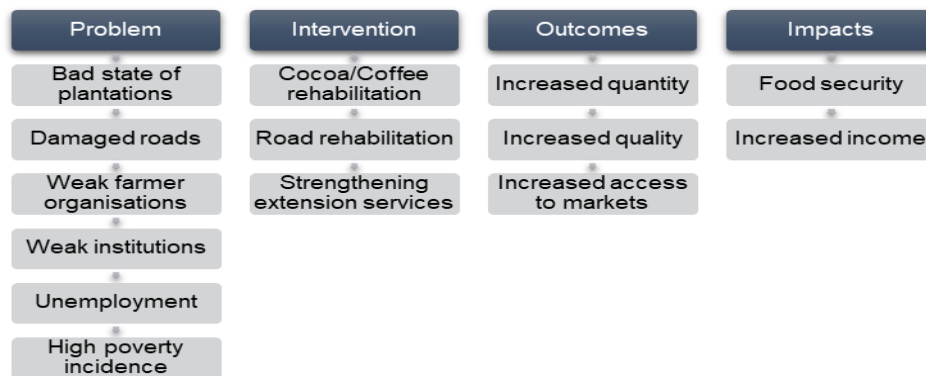 Problem
Bad state of
plantations
Damaged roads
Weak farmer
organisations
Weak institutions
Unemployment
High poverty
incidence
Intervention
Cocoa/Coffee
rehabilitation
Road rehabilitation
Strengthening
extension services
Outcomes
Increased quantity
Increased quality
Increased access
to markets
Impacts
Food security
Increased income